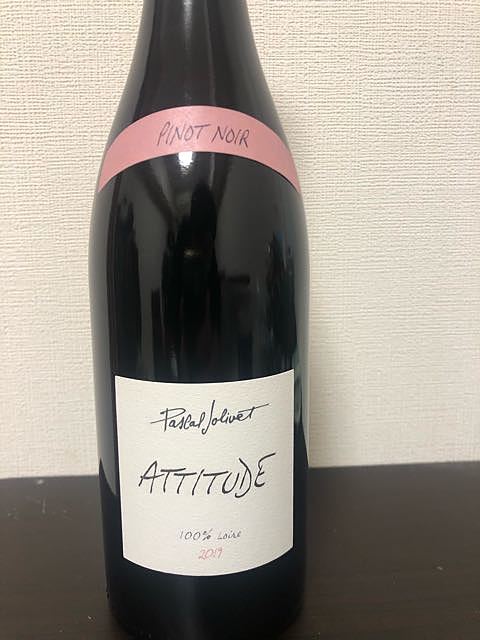 PINOT NOIR
Pascal Jolivet
ATTITUDE
100% Loire
2019